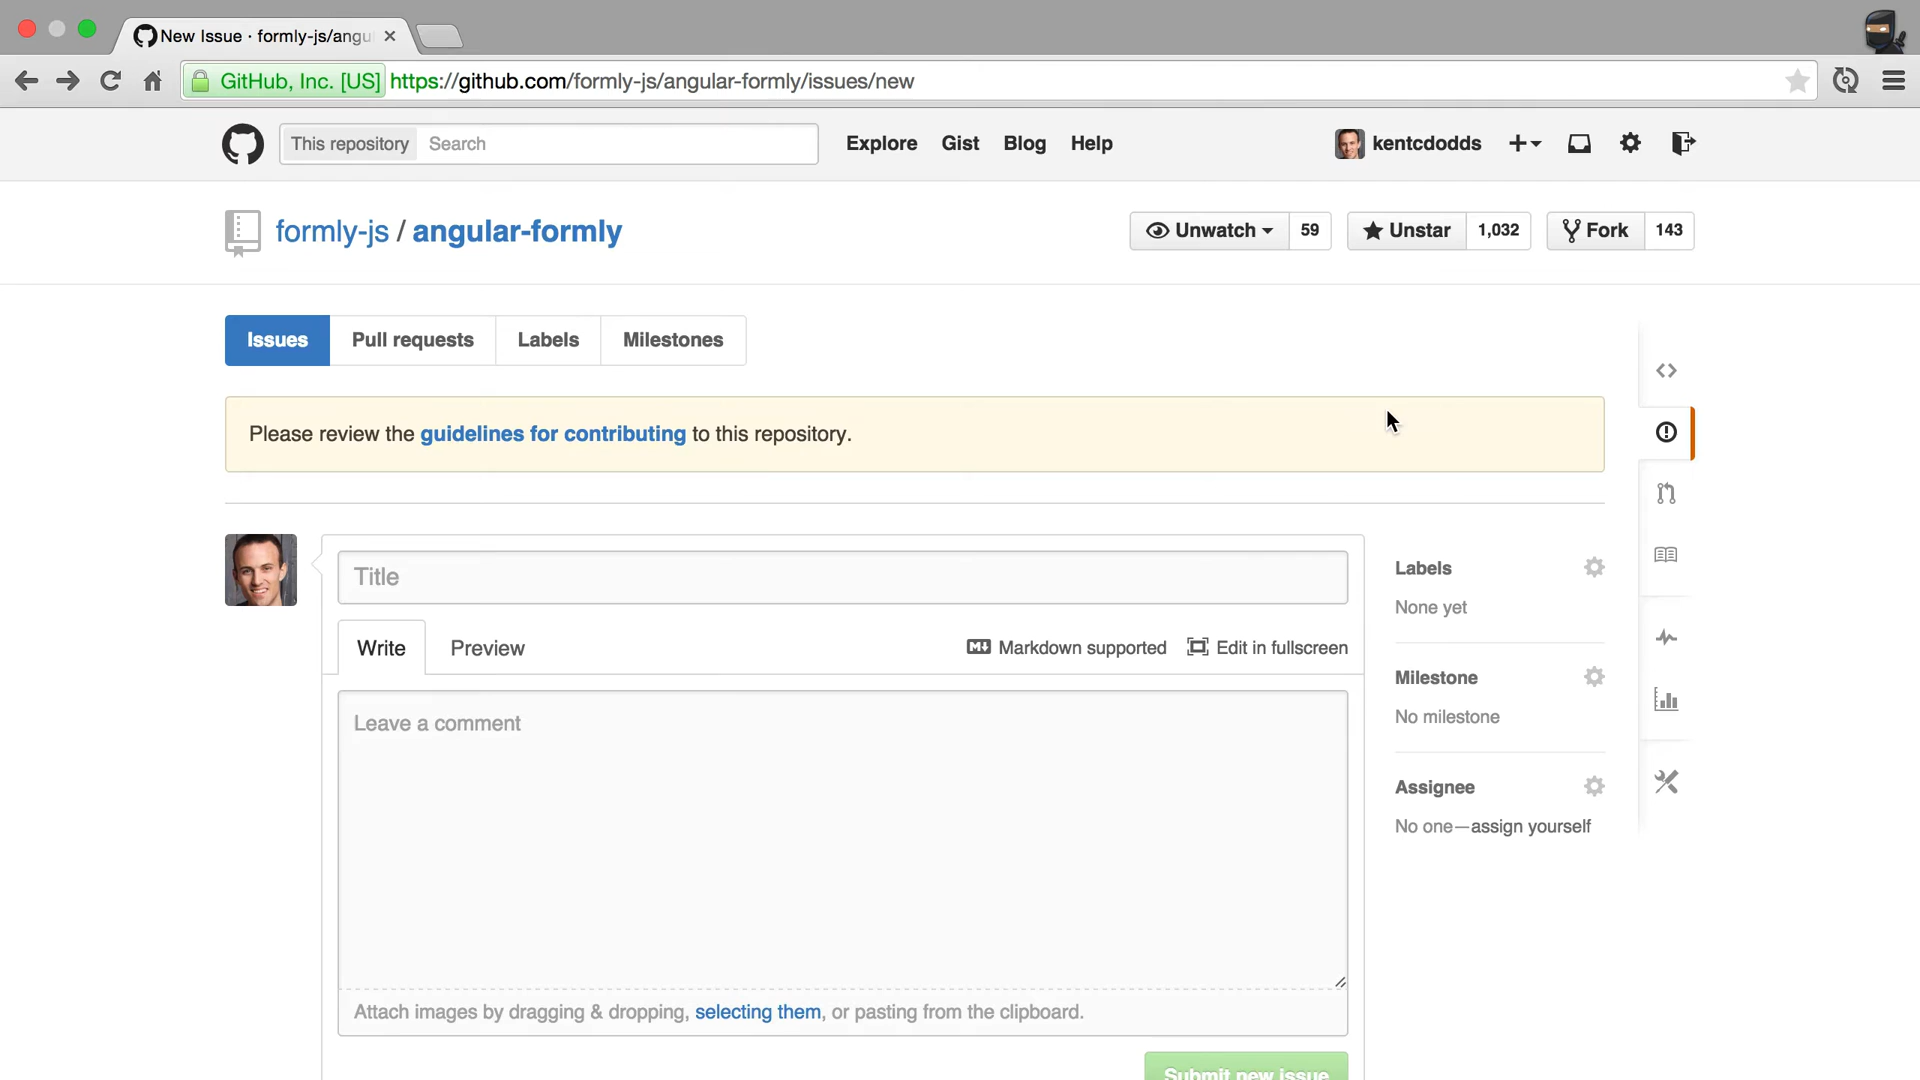 New Issue · formly-js/angu
GitHub, Inc. [US] https://github.com/formly-js/angular-formly/issues/new
This repository Search Explore Gist Blog Help kentcdodds
formly-js / angular-formly Unwatch 59 Unstar 1,032 Fork 143
Issues Pull requests Labels Milestones
Please review the guidelines for contributing to this repository.
Title
Labels
None yet
Write Preview Markdown supported Edit in fullscreen
Milestone
No milestone
Leave a comment
Assignee
No one—assign yourself
Attach images by dragging & dropping, selecting them, or pasting from the clipboard.
Submit new issue